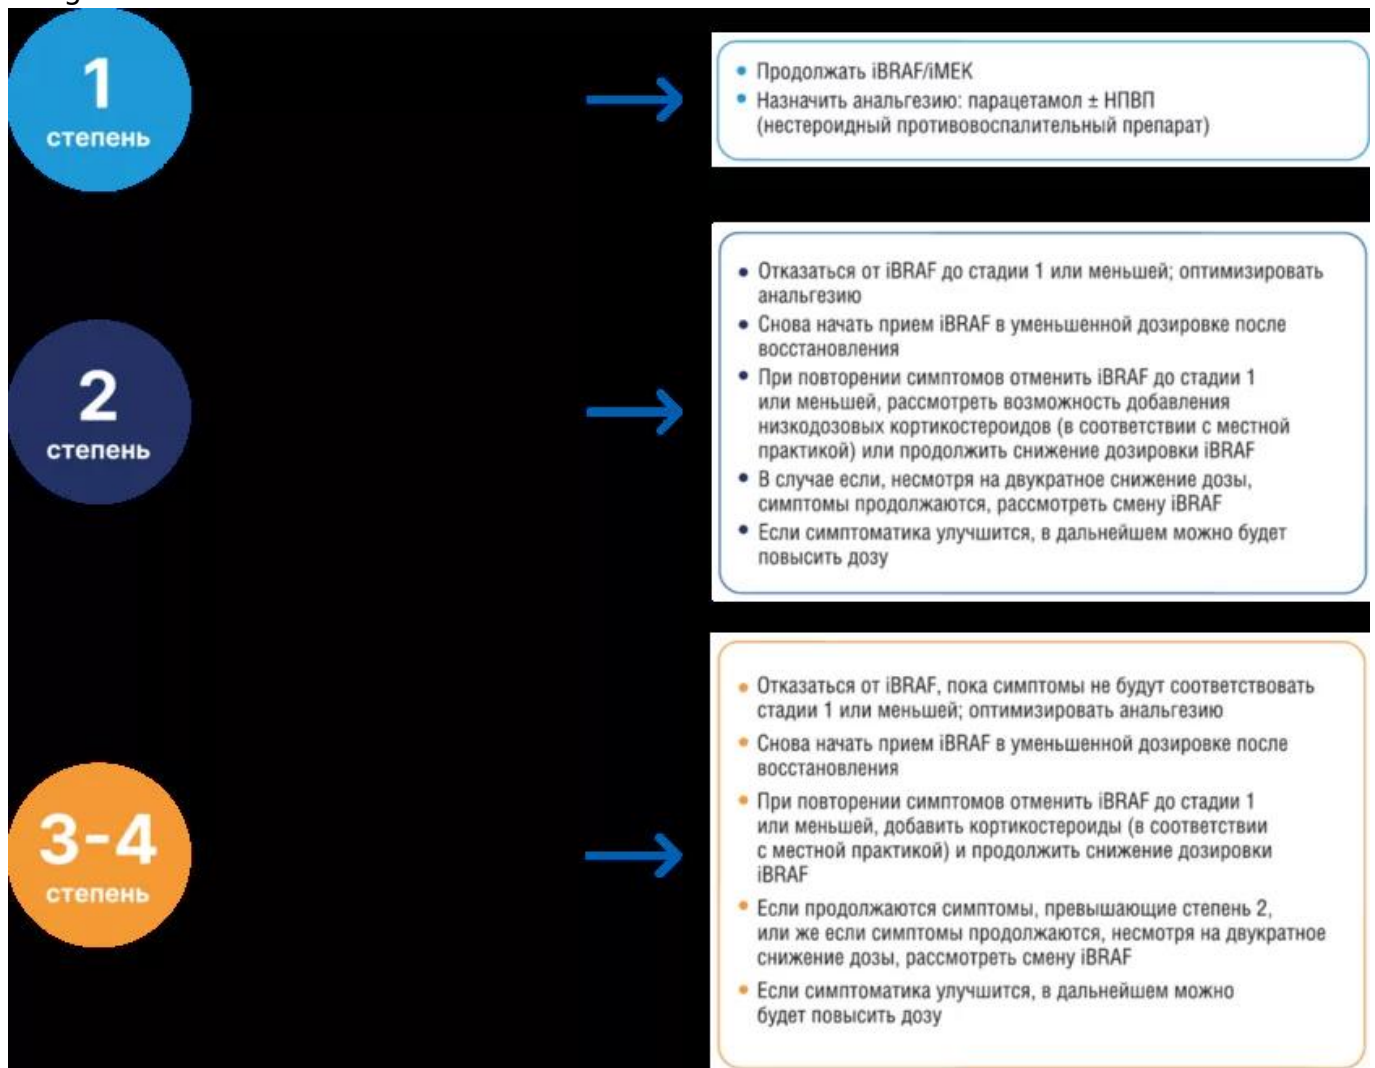 1
степень
• Продолжать iBRAF/iMEK
• Назначить анальгезию: парацетамол ± НПВП
(нестероидный противовоспалительный препарат)
2
степень
• Отказаться от iBRAF до стадии 1 или меньшей; оптимизировать
анальгезию
• Снова начать прием iBRAF в уменьшенной дозировке после
восстановления
• При повторении симптомов отменить iBRAF до стадии 1
или меньшей, рассмотреть возможность добавления
низкодозовых кортикостероидов (в соответствии с местной
практикой) или продолжить снижение дозировки iBRAF
• В случае если, несмотря на двукратное снижение дозы,
симптомы продолжаются, рассмотреть смену iBRAF
• Если симптоматика улучшится, в дальнейшем можно будет
повысить дозу
3-4
степень
• Отказаться от iBRAF, пока симптомы не будут соответствовать
стадии 1 или меньшей; оптимизировать анальгезию
• Снова начать прием iBRAF в уменьшенной дозировке после
восстановления
• При повторении симптомов отменить iBRAF до стадии 1
или меньшей, добавить кортикостероиды (в соответствии
с местной практикой) и продолжить снижение дозировки
iBRAF
• Если продолжаются симптомы, превышающие степень 2,
или же если симптомы продолжаются, несмотря на двукратное
снижение дозы, рассмотреть смену iBRAF
• Если симптоматика улучшится, в дальнейшем можно
будет повысить дозу